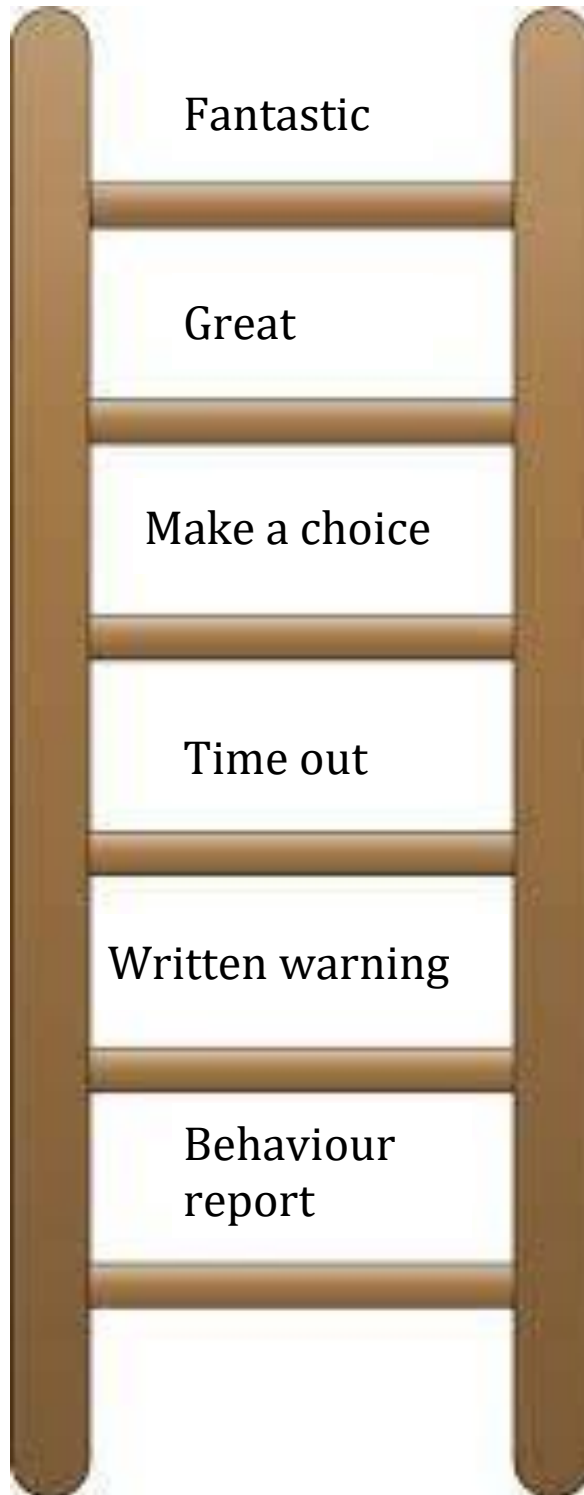 Fantastic
Great
Make a choice
Time out
Written warning
Behaviour
report